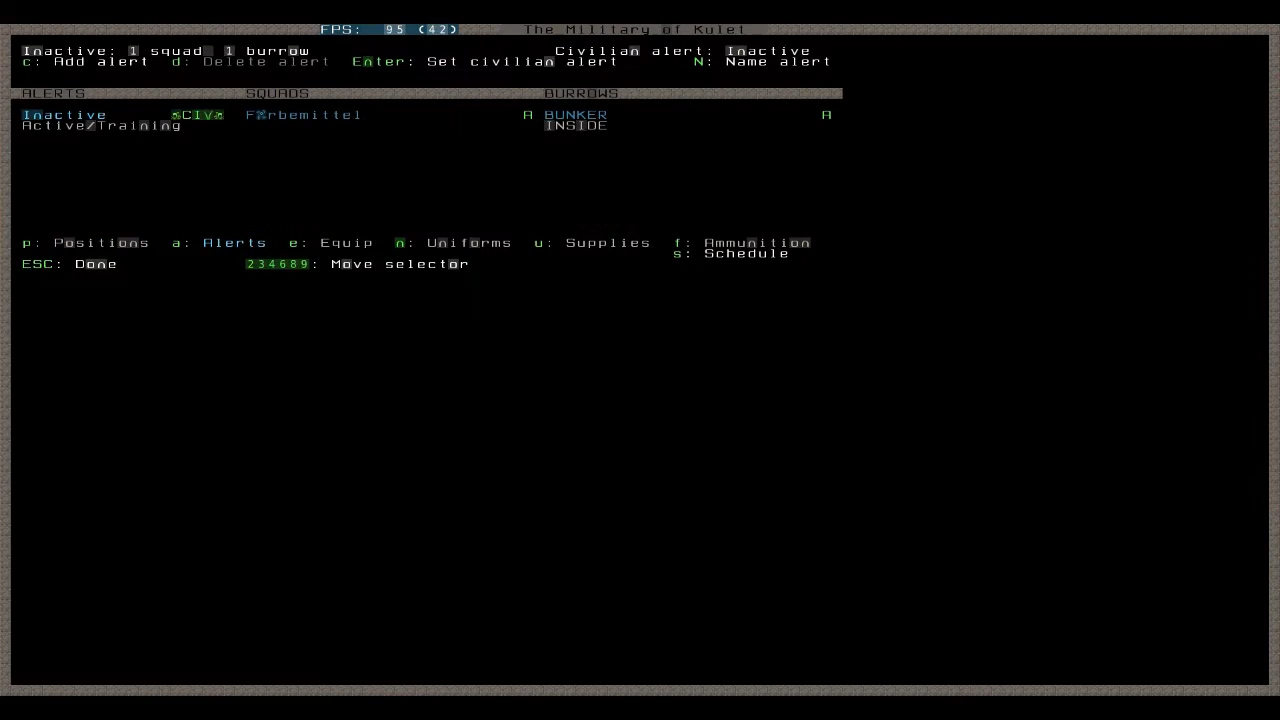 FPS: 95 (42) The Military of Kulet
Inactive: 1 squad 1 burrow Civilian alert: Inactive
c: Add alert d: Delete alert Enter: Set civilian alert N: Name alert
ALERTS SQUADS BURROWS
Inactive CIV A BUNKER A
Active/Training INSIDE
p: Positions a: Alerts e: Equip n: Uniforms u: Supplies f: Ammunition
s: Schedule
ESC: Done 234689: Move selector